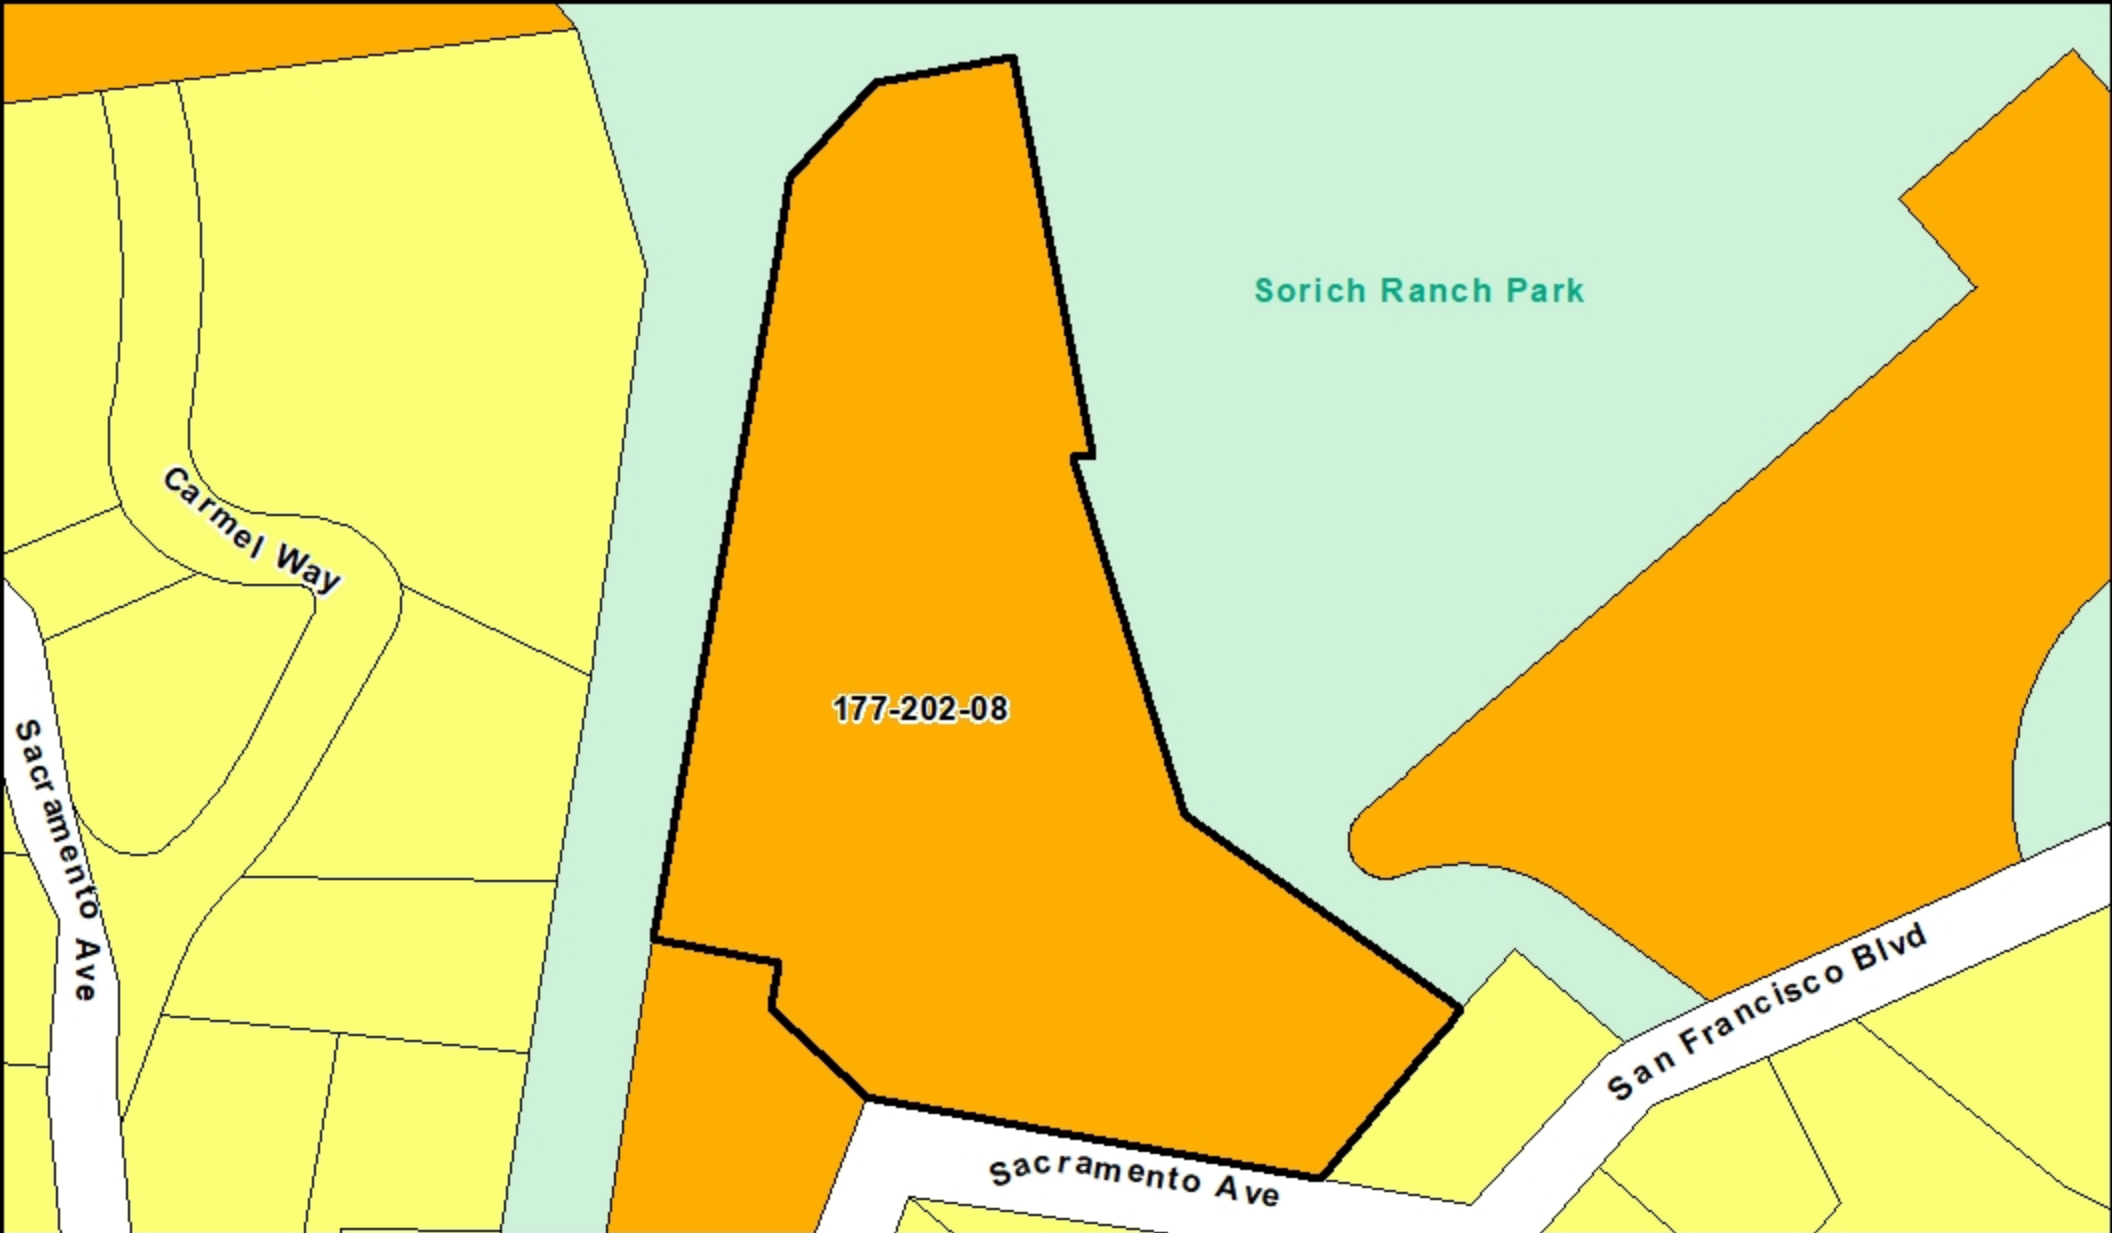 Sorich Ranch Park
Carmel Way
177-202-08
Sacramento Ave
San Francisco Blvd
Sacramento Ave